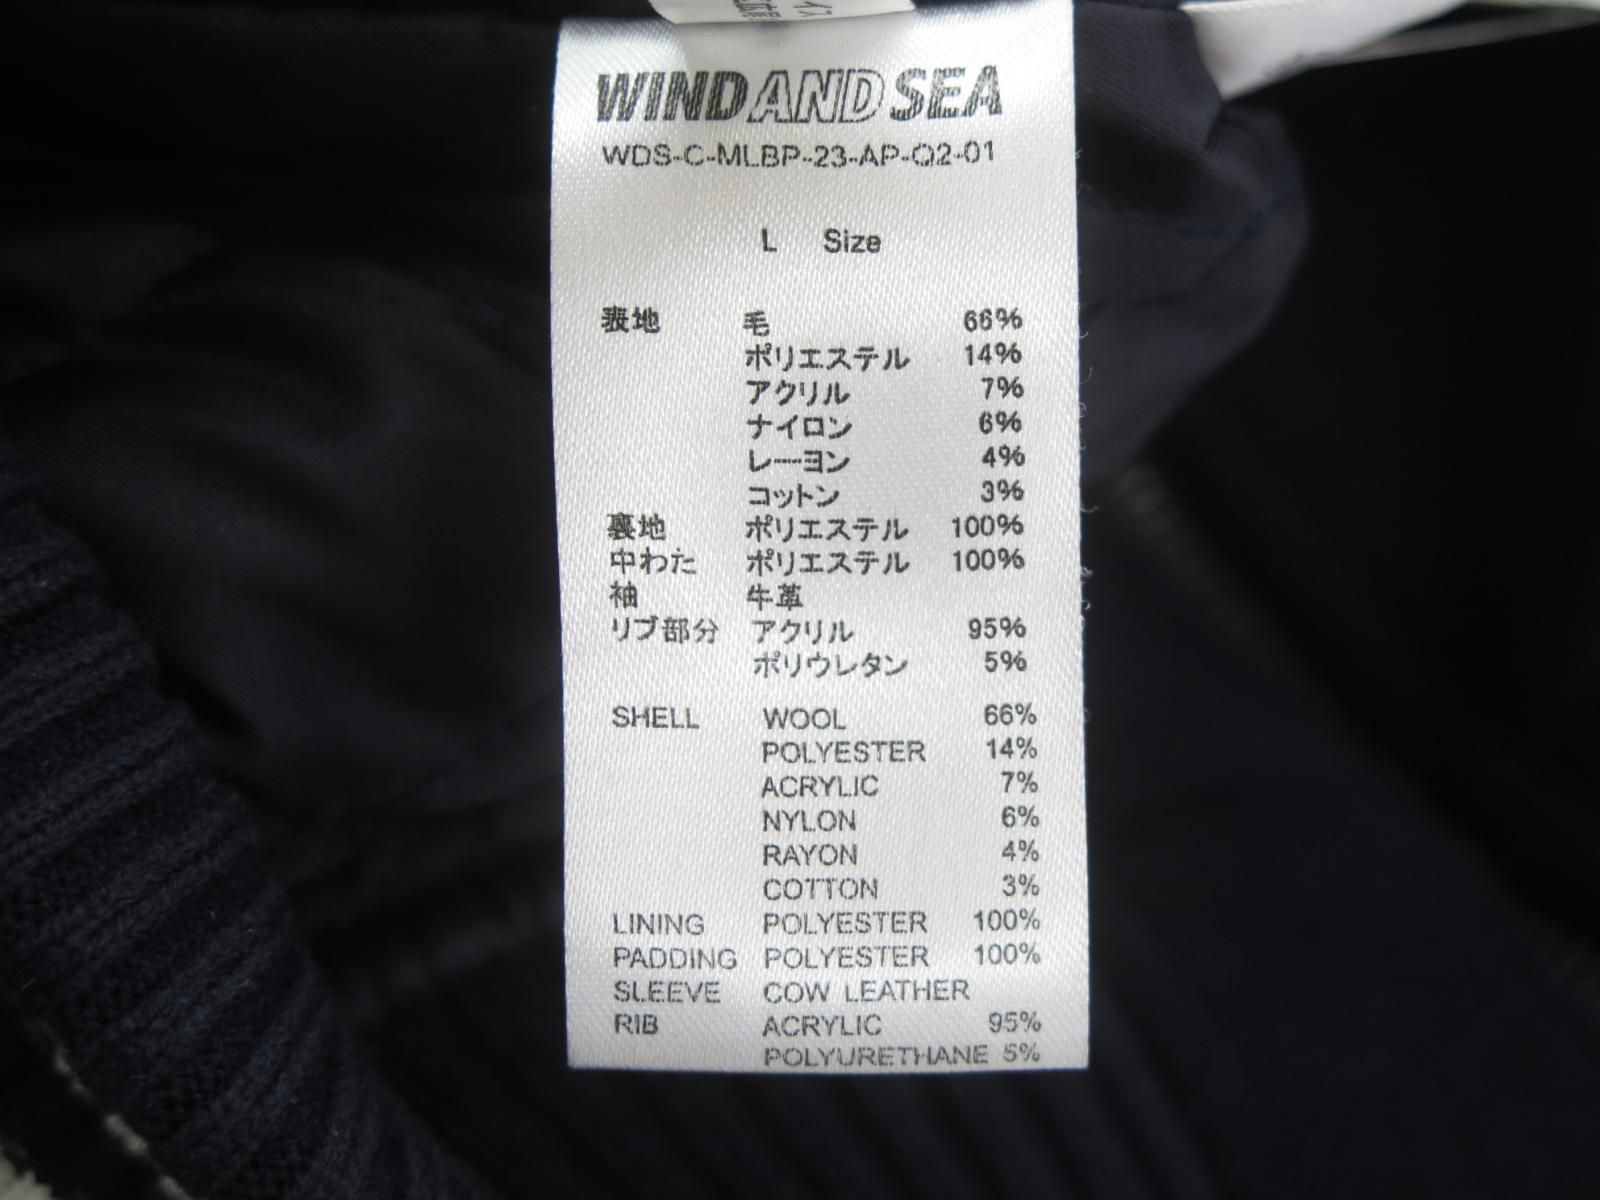 WIND AND SEA
WDS-C-MLBP-23-AP-Q2-01
L Size
表地 毛 66%
ポリエステル 14%
アクリル 7%
ナイロン 6%
レーヨン 4%
コットン 3%
裏地 ポリエステル 100%
中わた ポリエステル 100%
袖 牛革
リブ部分 アクリル 95%
ポリウレタン 5%
SHELL WOOL 66%
POLYESTER 14%
ACRYLIC 7%
NYLON 6%
RAYON 4%
COTTON 3%
LINING POLYESTER 100%
PADDING POLYESTER 100%
SLEEVE COW LEATHER
RIB ACRYLIC 95%
POLYURETHANE 5%